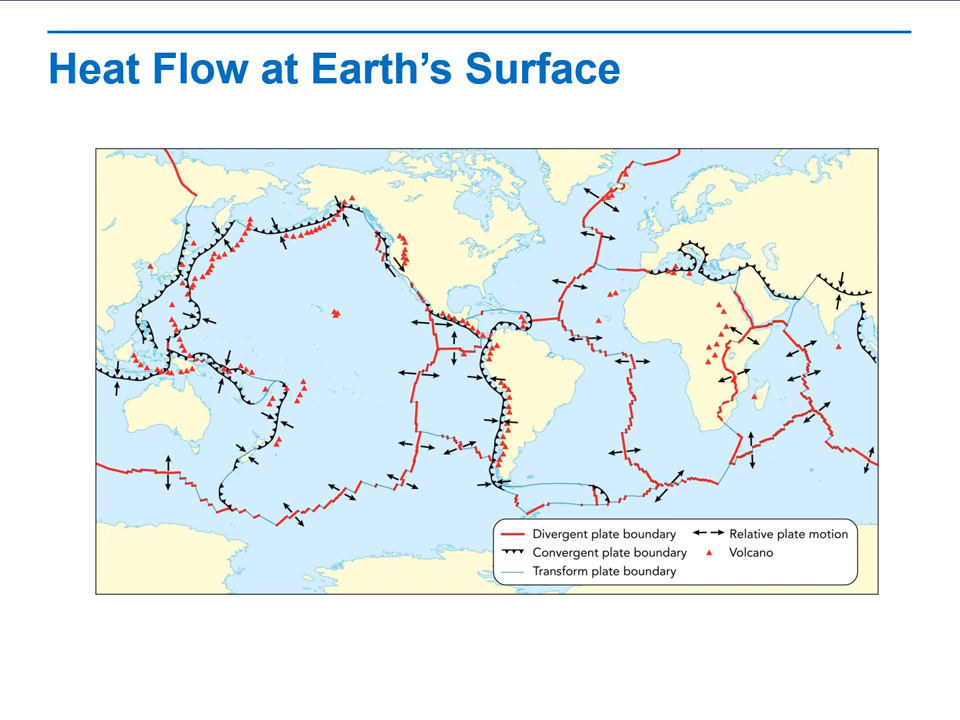 Heat Flow at Earth’s Surface
Divergent plate boundary
Relative plate motion
Convergent plate boundary
Volcano
Transform plate boundary